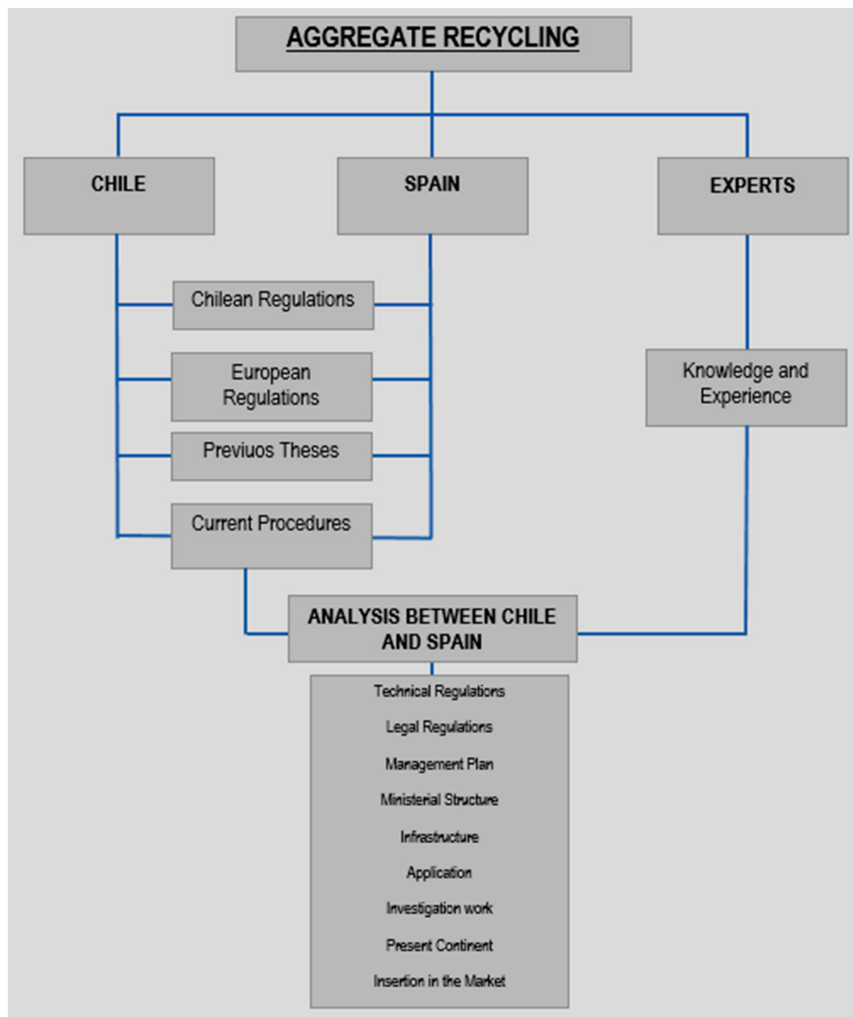 AGGREGATE RECYCLING
CHILE
SPAIN
EXPERTS
Chilean Regulations
European
Regulations
Previuos Theses
Current Procedures
Knowledge and
Experience
ANALYSIS BETWEEN CHILE
AND SPAIN
Technical Regulations
Legal Regulations
Management Plan
Ministerial Structure
Infrastructure
Application
Investigation work
Present Continent
Insertion in the Market